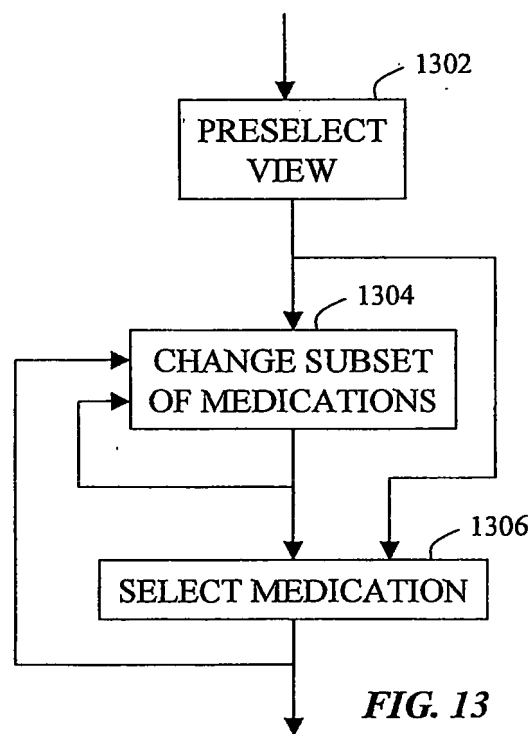 1302
PRESELECT
VIEW
1304
CHANGE SUBSET
OF MEDICATIONS
1306
SELECT MEDICATION
FIG. 13